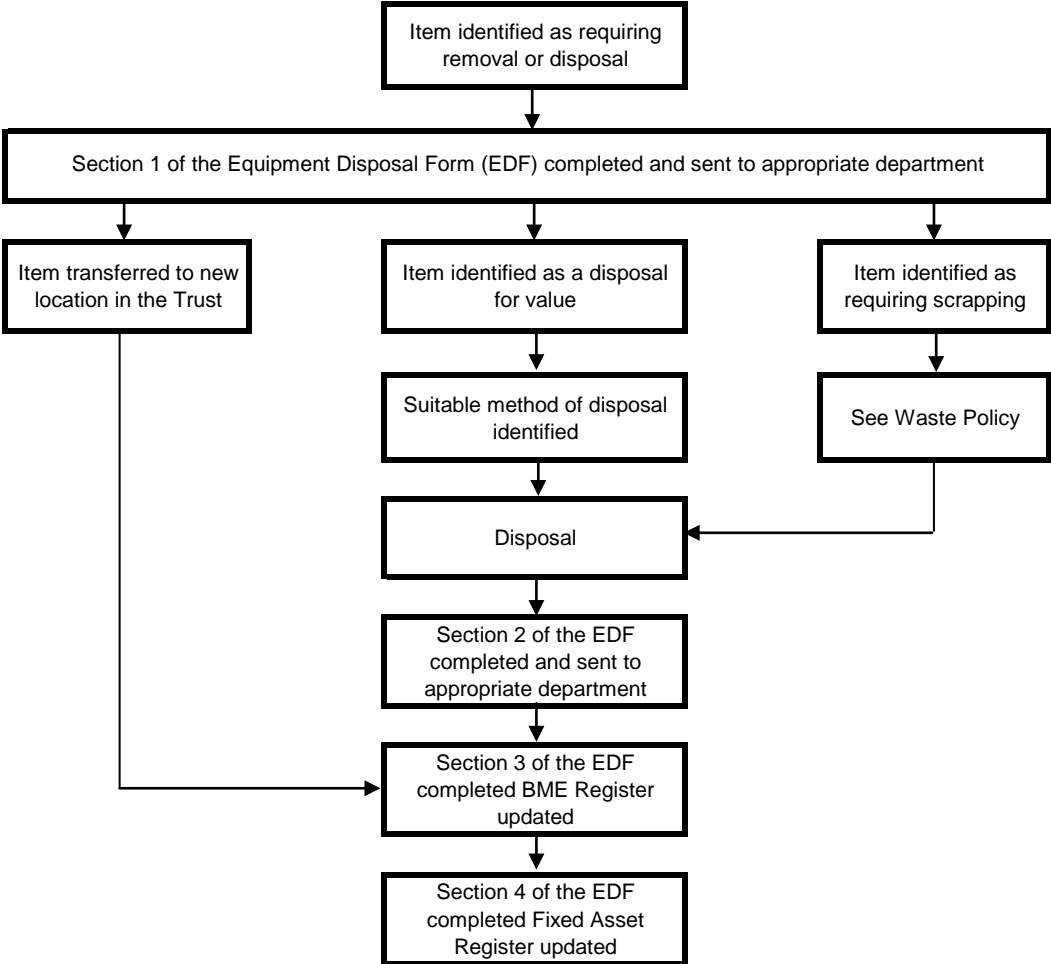 Item identified as requiring
removal or disposal
Section 1 of the Equipment Disposal Form (EDF) completed and sent to appropriate department
Item transferred to new
location in the Trust
Item identified as a disposal
for value
Item identified as
requiring scrapping
Suitable method of disposal
identified
See Waste Policy
Disposal
Section 2 of the EDF
completed and sent to
appropriate department
Section 3 of the EDF
completed BME Register
updated
Section 4 of the EDF
completed Fixed Asset
Register updated